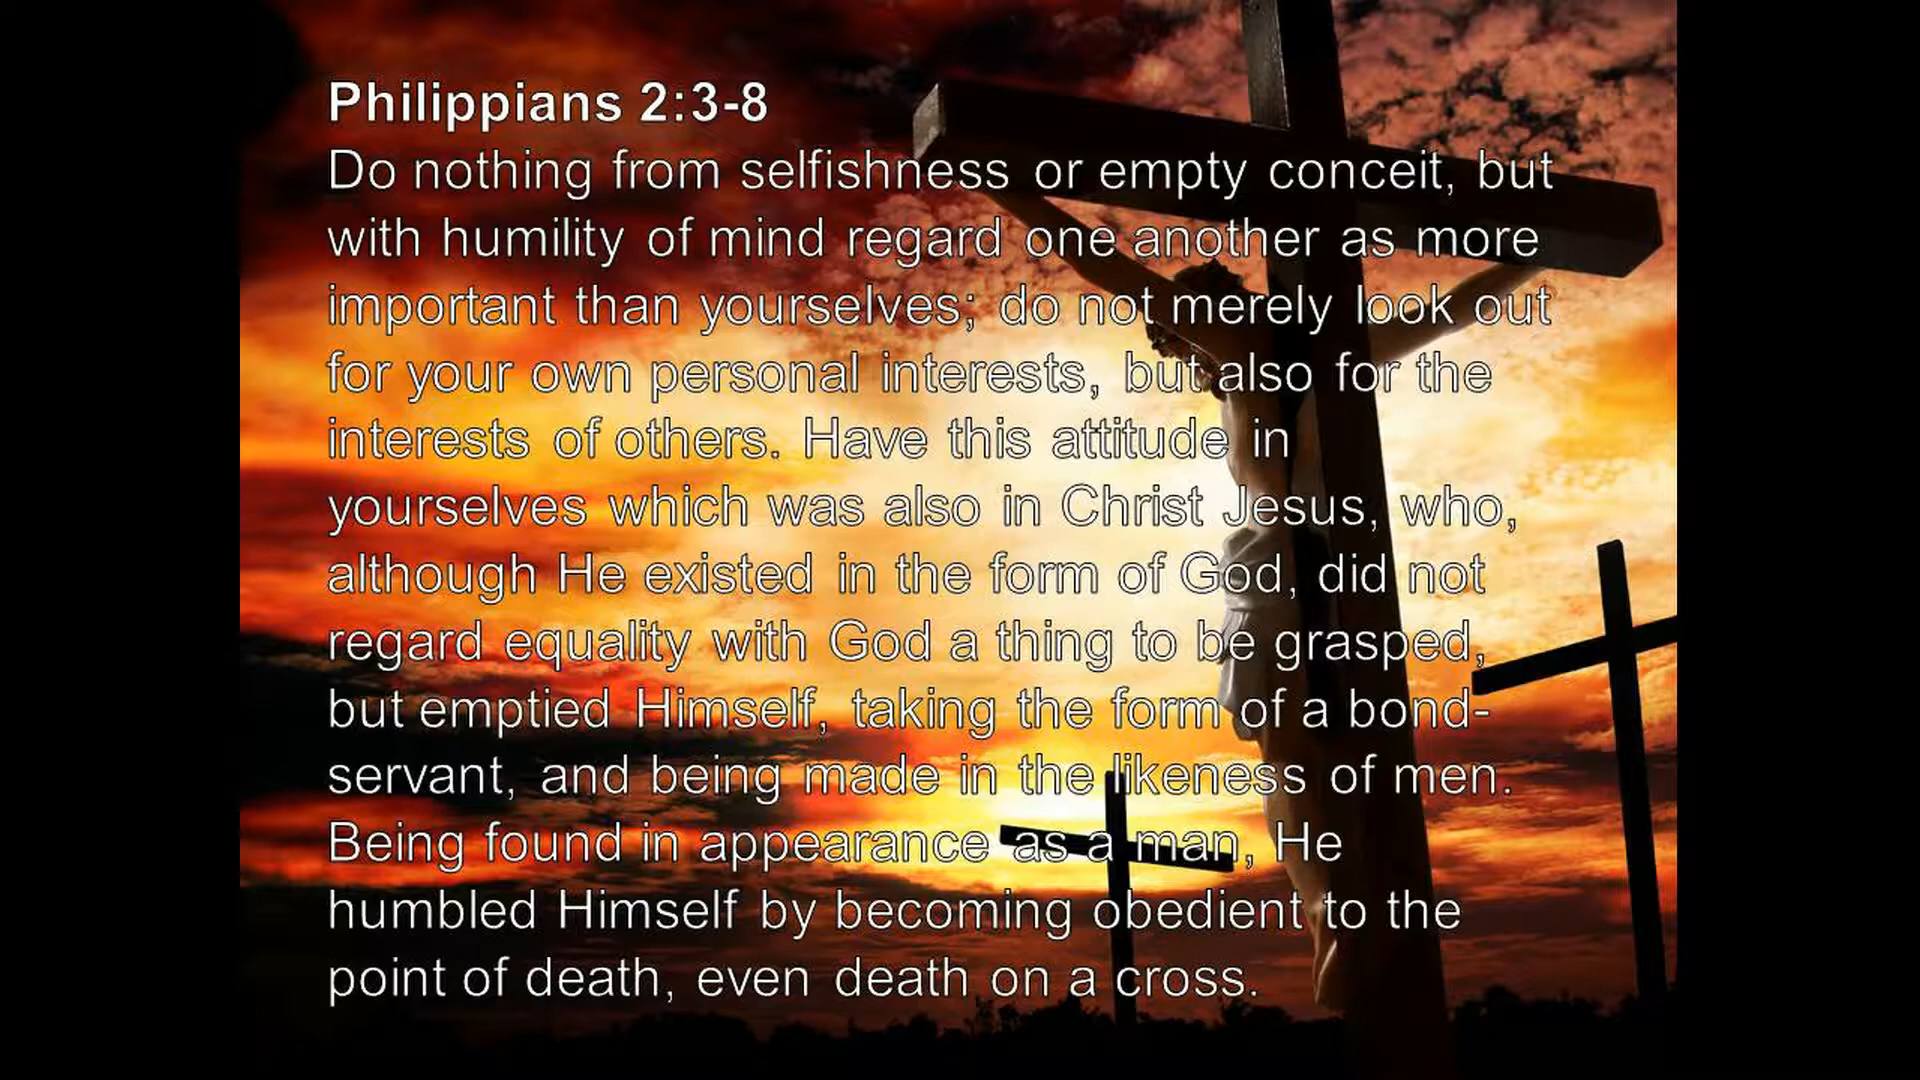 Philippians 2:3-8
Do nothing from selfishness or empty conceit, but
with humility of mind regard one another as more
important than yourselves; do not merely look out
for your own personal interests, but also for the
interests of others. Have this attitude in
yourselves which was also in Christ Jesus, who,
although He existed in the form of God, did not
regard equality with God a thing to be grasped,
but emptied Himself, taking the form of a bond-
servant, and being made in the likeness of men.
Being found in appearance as a man, He
humbled Himself by becoming obedient to the
point of death, even death on a cross.